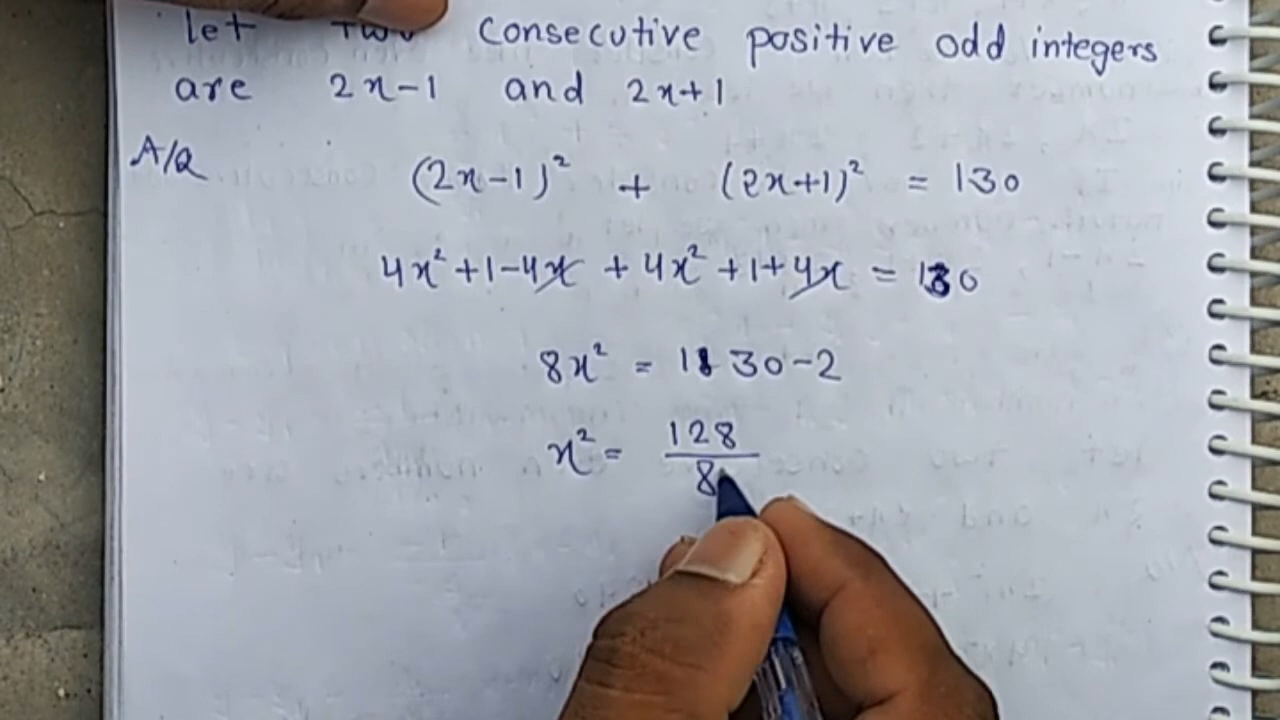 let two consecutive positive odd integers
are 2x-1 and 2x+1
A/Q (2x-1)² + (2x+1)² = 130
4x²+1-4x + 4x²+1+4x = 130
8x² = 130-2
x² = 128/8